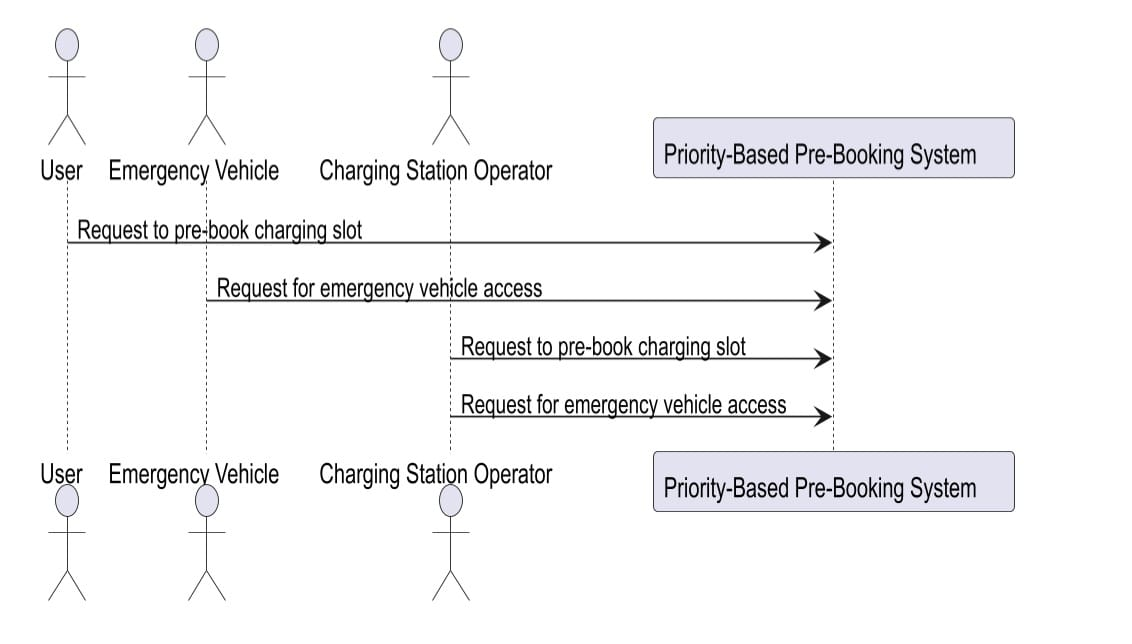 User
Emergency Vehicle
Charging Station Operator
Priority-Based Pre-Booking System
Request to pre-book charging slot
Request for emergency vehicle access
Request to pre-book charging slot
Request for emergency vehicle access
User
Emergency Vehicle
Charging Station Operator
Priority-Based Pre-Booking System